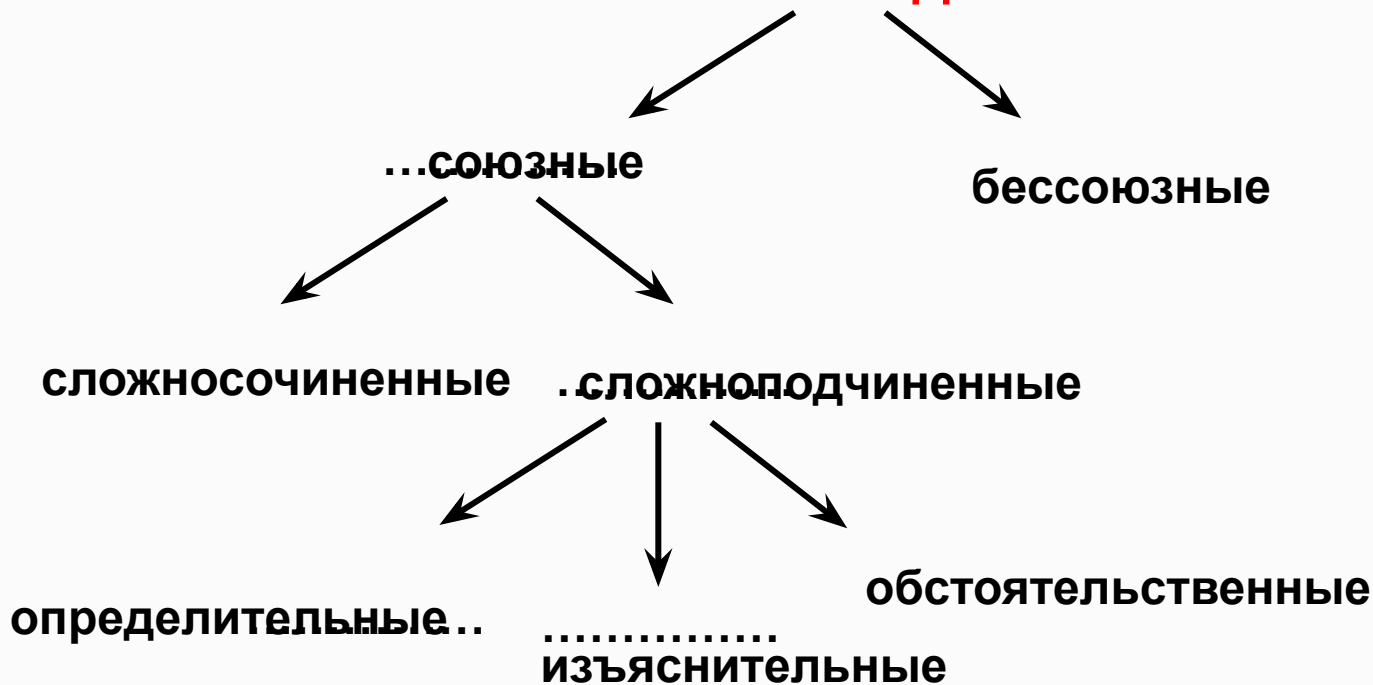 ……………союзные
бессоюзные
сложносочиненные
……………сложноподчиненные
обстоятельственные
определительные……………
……………
изъяснительные